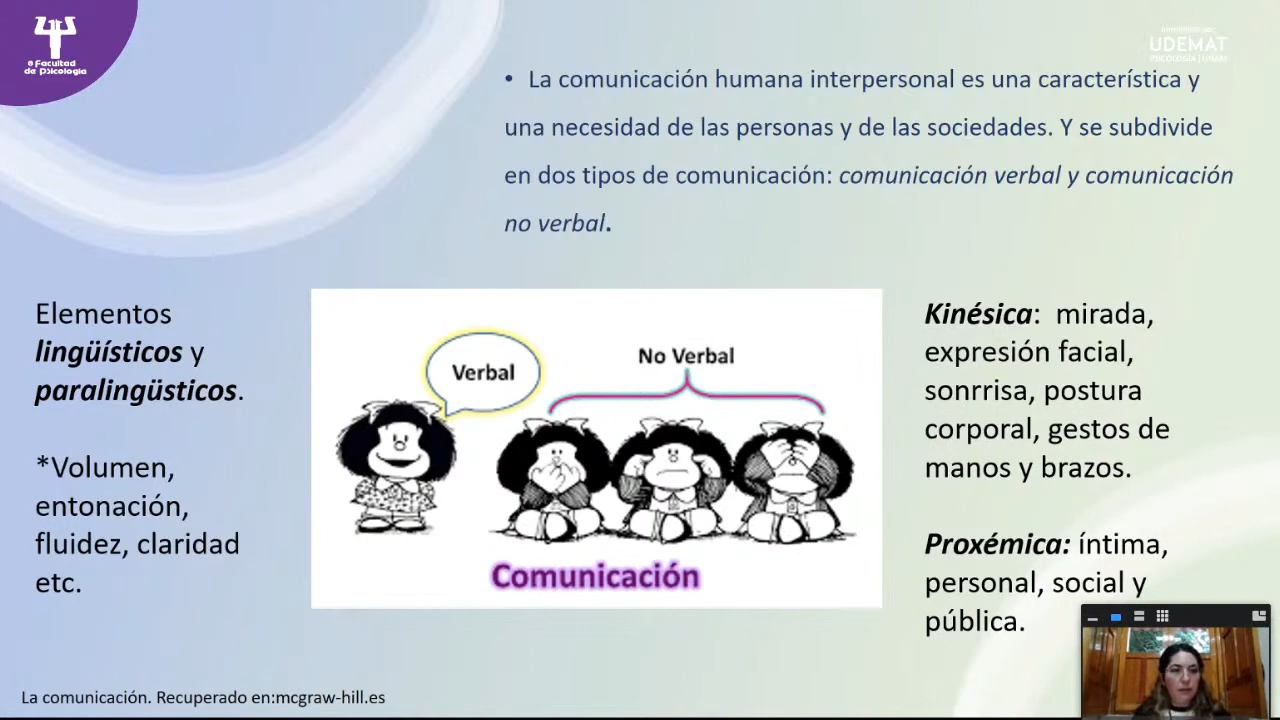 Facultad
de Psicología
UDEMAT
PSICOLOGÍA | UNAM
• La comunicación humana interpersonal es una característica y
una necesidad de las personas y de las sociedades. Y se subdivide
en dos tipos de comunicación: comunicación verbal y comunicación
no verbal.
Elementos
lingüísticos y
paralingüsticos.
*Volumen,
entonación,
fluidez, claridad
etc.
Verbal
No Verbal
Comunicación
Kinésica: mirada,
expresión facial,
sonrrisa, postura
corporal, gestos de
manos y brazos.
Proxémica: íntima,
personal, social y
pública.
La comunicación. Recuperado en:mcgraw-hill.es